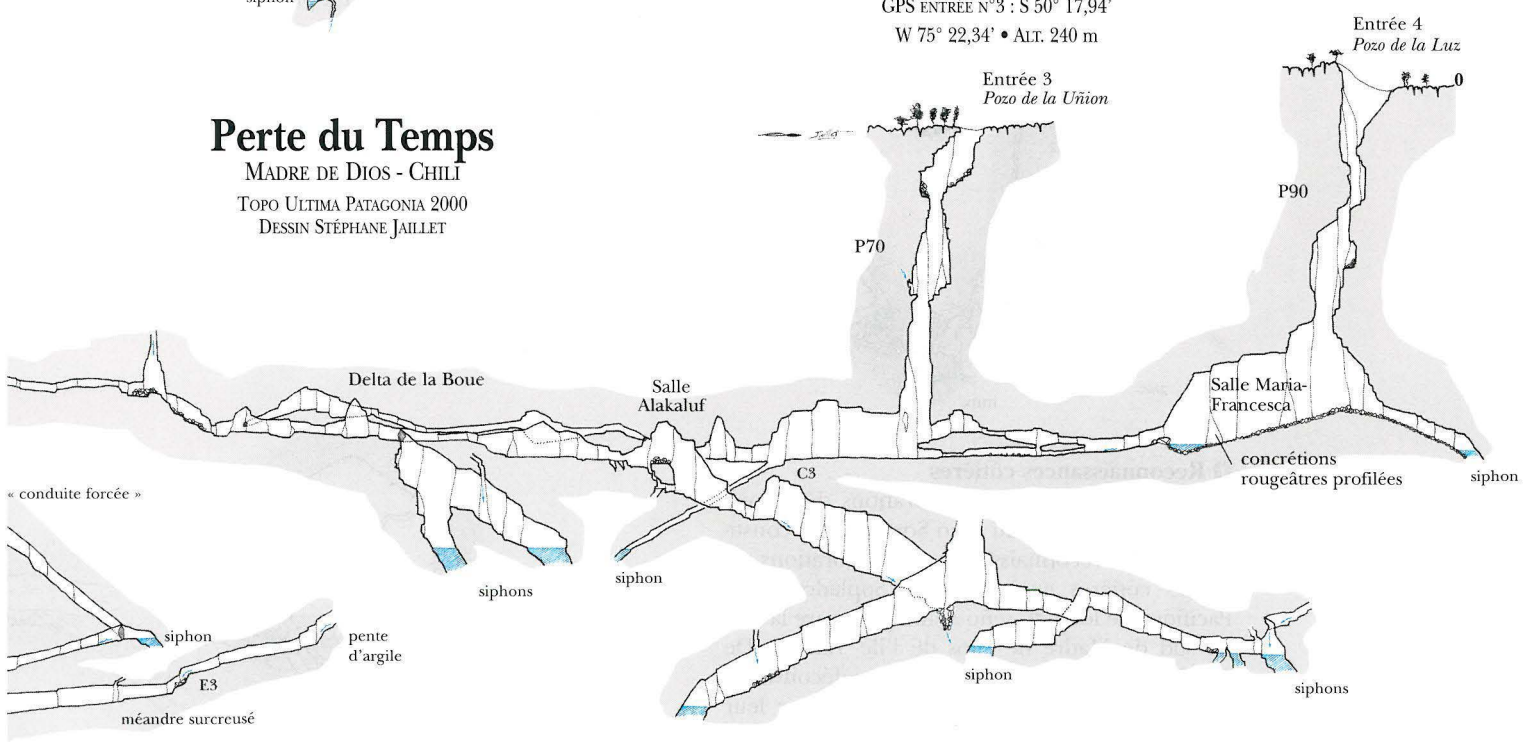 siphon
GPS ENTRÉE N°3 : S 50° 17,94'
W 75° 22,34' • ALT. 240 m
Entrée 4
Pozo de la Luz
0
Entrée 3
Pozo de la Uñion
Perte du Temps
MADRE DE DIOS - CHILI
TOPO ULTIMA PATAGONIA 2000
DESSIN STÉPHANE JAILLET
P90
P70
Delta de la Boue
Salle
Alakaluf
Salle Maria-
Francesca
C3
concrétions
rougeâtres profilées
siphon
« conduite forcée »
siphon
siphons
siphon
pente
d'argile
E3
méandre surcreusé
siphon
siphons